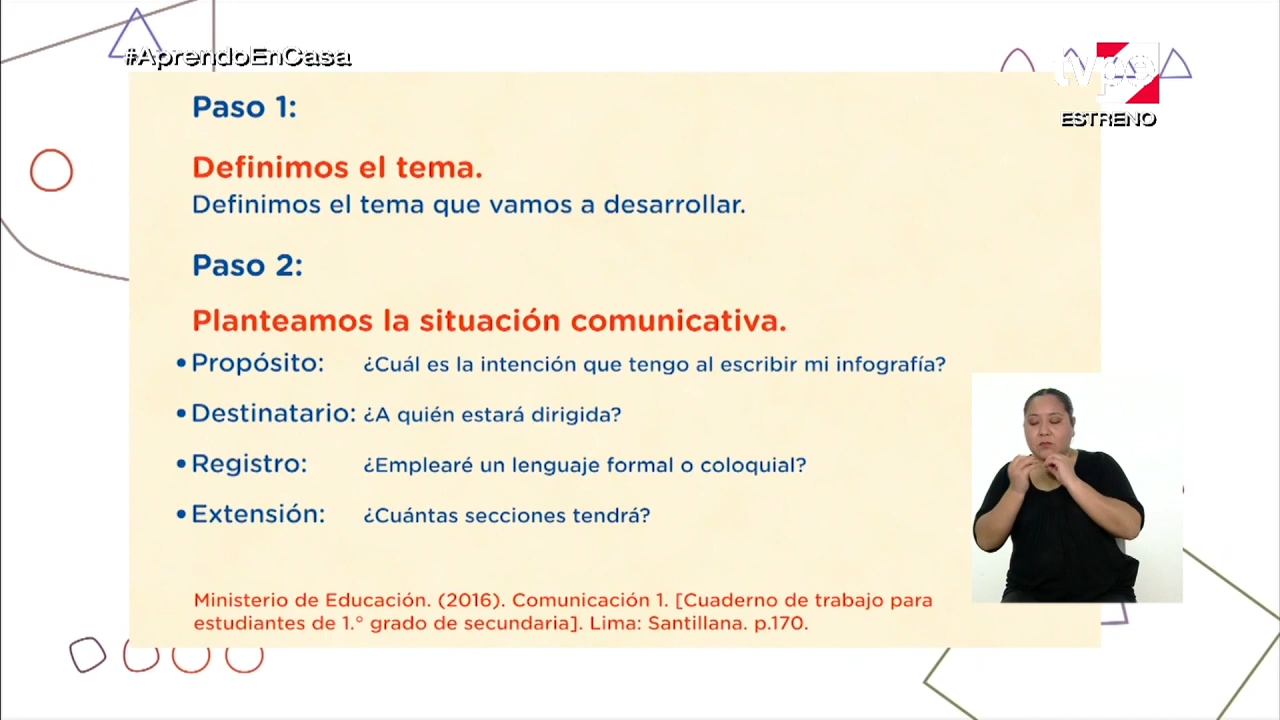 #AprendoEnCasa
tvpe
ESTRENO
Paso 1:
Definimos el tema.
Definimos el tema que vamos a desarrollar.
Paso 2:
Planteamos la situación comunicativa.
• Propósito: ¿Cuál es la intención que tengo al escribir mi infografía?
• Destinatario: ¿A quién estará dirigida?
• Registro: ¿Emplearé un lenguaje formal o coloquial?
• Extensión: ¿Cuántas secciones tendrá?
Ministerio de Educación. (2016). Comunicación 1. [Cuaderno de trabajo para
estudiantes de 1.° grado de secundaria]. Lima: Santillana. p.170.